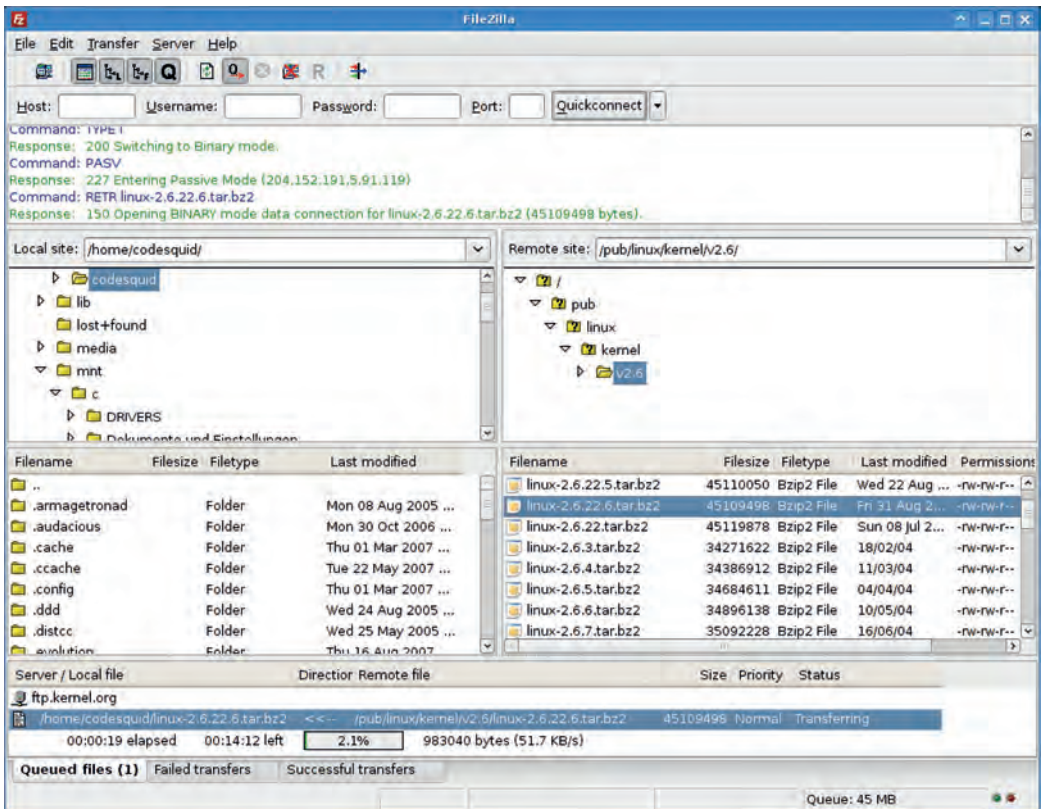 FileZilla
File Edit Transfer Server Help
Host: Username: Password: Port: Quickconnect
Command: TYPE I
Response: 200 Switching to Binary mode.
Command: PASV
Response: 227 Entering Passive Mode (204,152,191,5,91,119)
Command: RETR linux-2.6.22.6.tar.bz2
Response: 150 Opening BINARY mode data connection for linux-2.6.22.6.tar.bz2 (45109498 bytes).
Local site: /home/codesquid/
codesquid
lib
lost+found
media
mnt
c
DRIVERS
Dokumente und Einstellungen
Remote site: /pub/linux/kernel/v2.6/
/
pub
linux
kernel
v2.6
Filename Filesize Filetype Last modified
..
.armagetronad Folder Mon 08 Aug 2005 ...
.audacious Folder Mon 30 Oct 2006 ...
.cache Folder Thu 01 Mar 2007 ...
.ccache Folder Tue 22 May 2007 ...
.config Folder Thu 01 Mar 2007 ...
.ddd Folder Wed 24 Aug 2005 ...
.distcc Folder Wed 25 May 2005 ...
.evolution Folder Thu 16 Aug 2007
Filename Filesize Filetype Last modified Permissions
linux-2.6.22.5.tar.bz2 45110050 Bzip2 File Wed 22 Aug ... -rw-rw-r--
linux-2.6.22.6.tar.bz2 45109498 Bzip2 File Fri 31 Aug 2... -rw-rw-r--
linux-2.6.22.tar.bz2 45119878 Bzip2 File Sun 08 Jul 2... -rw-rw-r--
linux-2.6.3.tar.bz2 34271622 Bzip2 File 18/02/04 -rw-rw-r--
linux-2.6.4.tar.bz2 34386912 Bzip2 File 11/03/04 -rw-rw-r--
linux-2.6.5.tar.bz2 34684611 Bzip2 File 04/04/04 -rw-rw-r--
linux-2.6.6.tar.bz2 34896138 Bzip2 File 10/05/04 -rw-rw-r--
linux-2.6.7.tar.bz2 35092228 Bzip2 File 16/06/04 -rw-rw-r--
Server / Local file Direction Remote file Size Priority Status
ftp.kernel.org
/home/codesquid/linux-2.6.22.6.tar.bz2 <<-- /pub/linux/kernel/v2.6/linux-2.6.22.6.tar.bz2 45109498 Normal Transferring
00:00:19 elapsed 00:14:12 left 2.1% 983040 bytes (51.7 KB/s)
Queued files (1) Failed transfers Successful transfers
Queue: 45 MB